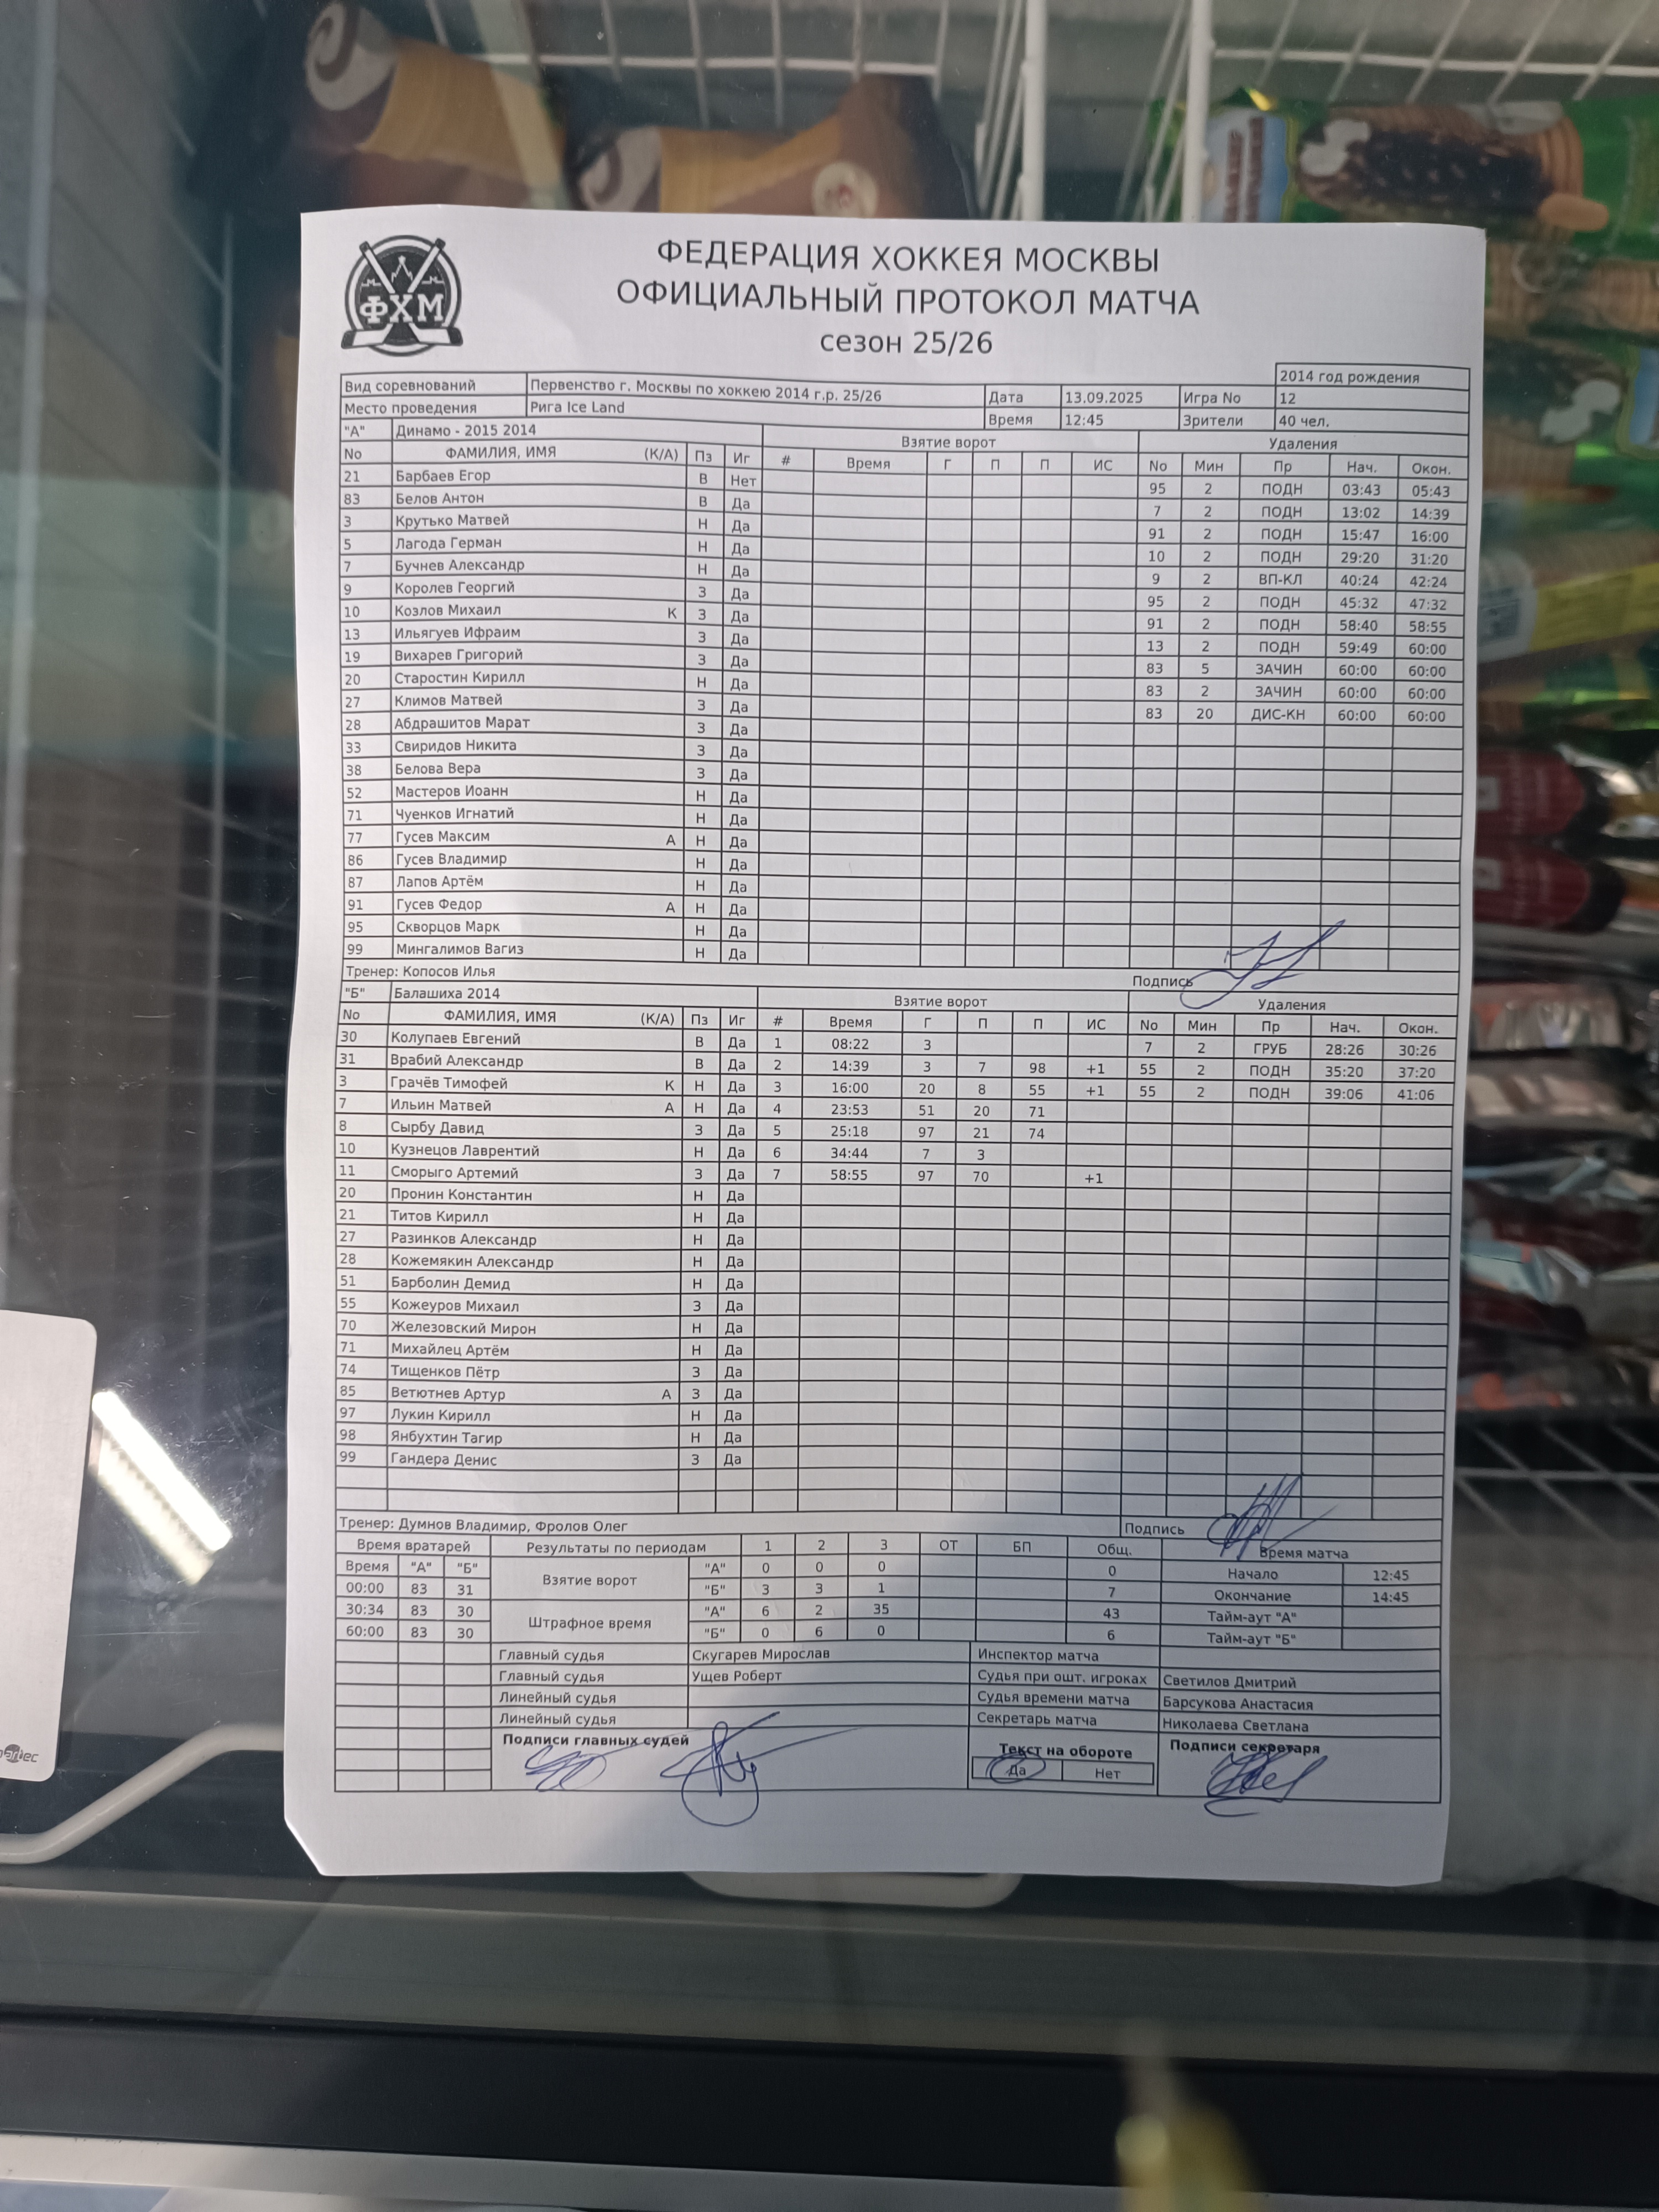 ФХМ
ФЕДЕРАЦИЯ ХОККЕЯ МОСКВЫ
ОФИЦИАЛЬНЫЙ ПРОТОКОЛ МАТЧА
сезон 25/26
2014 год рождения
Вид соревнований Первенство г. Москвы по хоккею 2014 г.р. 25/26 Дата 13.09.2025 Игра No 12
Место проведения Рига Ice Land Время 12:45 Зрители 40 чел.
"А" Динамо - 2015 2014 Взятие ворот Удаления
No ФАМИЛИЯ, ИМЯ (К/А) Пз Иг # Время Г П П ИС No Мин Пр Нач. Окон.
21 Барбаев Егор В Нет 95 2 ПОДН 03:43 05:43
83 Белов Антон В Да 7 2 ПОДН 13:02 14:39
3 Крутько Матвей Н Да 91 2 ПОДН 15:47 16:00
5 Лагода Герман Н Да 10 2 ПОДН 29:20 31:20
7 Бучнев Александр Н Да 9 2 ВП-КЛ 40:24 42:24
9 Королев Георгий З Да 95 2 ПОДН 45:32 47:32
10 Козлов Михаил К З Да 91 2 ПОДН 58:40 58:55
13 Ильягуев Ифраим З Да 13 2 ПОДН 59:49 60:00
19 Вихарев Григорий З Да 83 5 ЗАЧИН 60:00 60:00
20 Старостин Кирилл Н Да 83 2 ЗАЧИН 60:00 60:00
27 Климов Матвей З Да 83 20 ДИС-КН 60:00 60:00
28 Абдрашитов Марат З Да
33 Свиридов Никита З Да
38 Белова Вера З Да
52 Мастеров Иоанн Н Да
71 Чуенков Игнатий Н Да
77 Гусев Максим А Н Да
86 Гусев Владимир Н Да
87 Лапов Артём Н Да
91 Гусев Федор А Н Да
95 Скворцов Марк Н Да
99 Мингалимов Вагиз Н Да
Тренер: Копосов Илья Подпись
"Б" Балашиха 2014 Взятие ворот Удаления
No ФАМИЛИЯ, ИМЯ (К/А) Пз Иг # Время Г П П ИС No Мин Пр Нач. Окон.
30 Колупаев Евгений В Да 1 08:22 3 7 2 ГРУБ 28:26 30:26
31 Врабий Александр В Да 2 14:39 3 7 98 +1 55 2 ПОДН 35:20 37:20
3 Грачёв Тимофей К Н Да 3 16:00 20 8 55 +1 55 2 ПОДН 39:06 41:06
7 Ильин Матвей А Н Да 4 23:53 51 20 71
8 Сырбу Давид З Да 5 25:18 97 21 74
10 Кузнецов Лаврентий Н Да 6 34:44 7 3
11 Сморыго Артемий З Да 7 58:55 97 70 +1
20 Пронин Константин Н Да
21 Титов Кирилл Н Да
27 Разинков Александр Н Да
28 Кожемякин Александр Н Да
51 Барболин Демид Н Да
55 Кожеуров Михаил З Да
70 Железовский Мирон Н Да
71 Михайлец Артём Н Да
74 Тищенков Пётр З Да
85 Ветютнев Артур А З Да
97 Лукин Кирилл Н Да
98 Янбухтин Тагир Н Да
99 Гандера Денис З Да
Тренер: Думнов Владимир, Фролов Олег Подпись
Время вратарей Результаты по периодам 1 2 3 ОТ БП Общ. Время матча
Время "А" "Б" Взятие ворот "А" 0 0 0 0 Начало 12:45
00:00 83 31 "Б" 3 3 1 7 Окончание 14:45
30:34 83 30 Штрафное время "А" 6 2 35 43 Тайм-аут "А"
60:00 83 30 "Б" 0 6 0 6 Тайм-аут "Б"
Главный судья Скугарев Мирослав Инспектор матча
Главный судья Ущев Роберт Судья при ошт. игроках Светилов Дмитрий
Линейный судья Судья времени матча Барсукова Анастасия
Линейный судья Секретарь матча Николаева Светлана
Подписи главных судей Текст на обороте Подписи секретаря
Да Нет